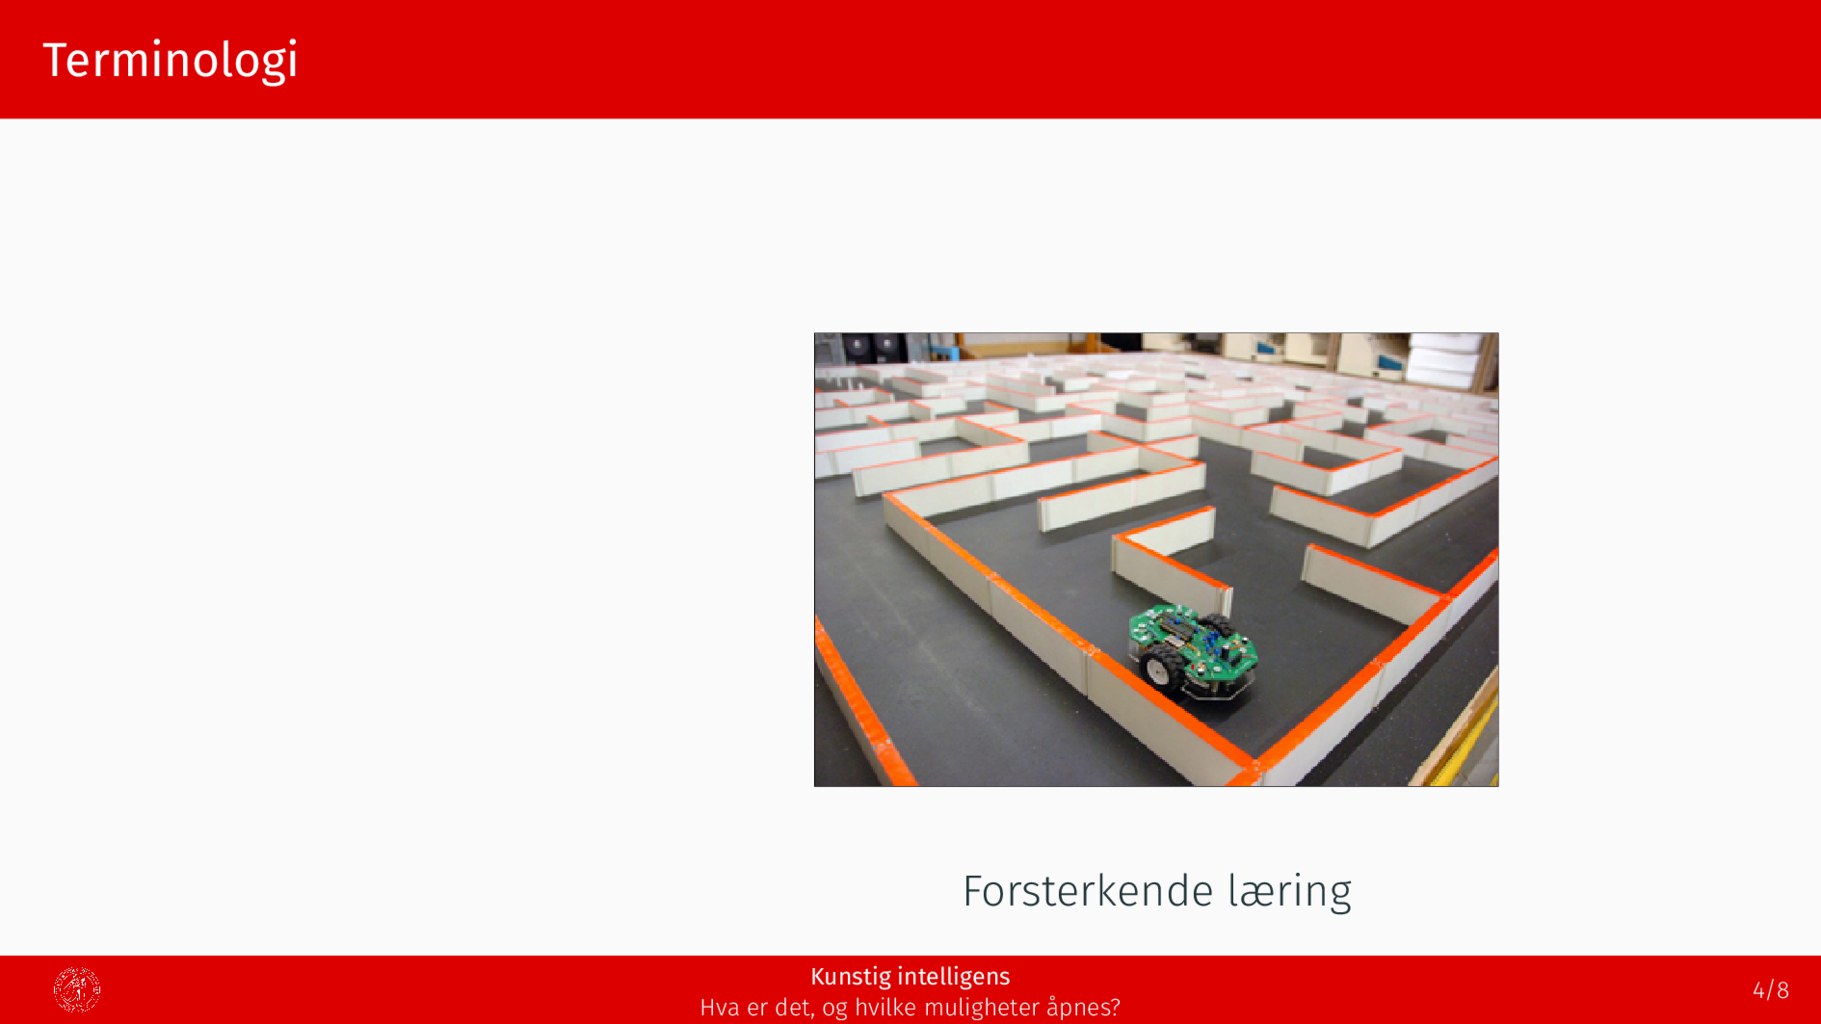 Terminologi
Forsterkende læring
Kunstig intelligens
Hva er det, og hvilke muligheter åpnes?
4/8